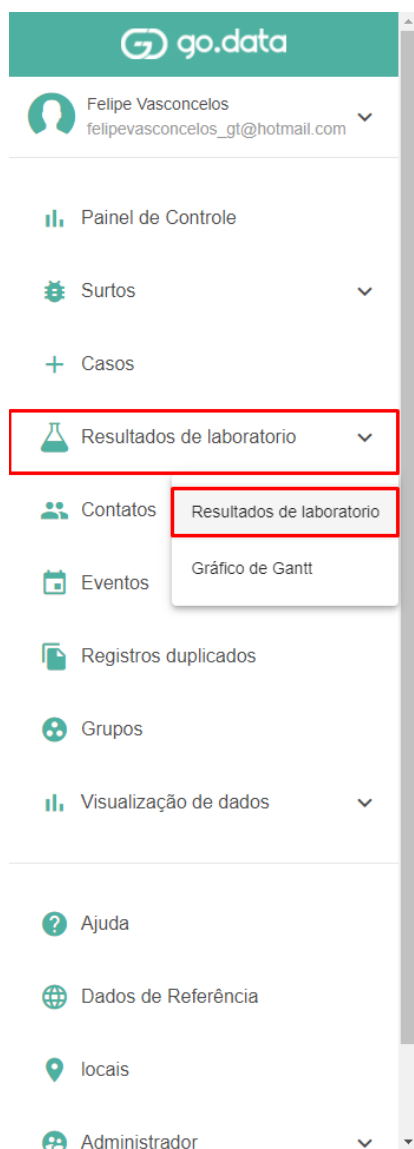 go.data
Felipe Vasconcelos
felipevasconcelos_gt@hotmail.com
Painel de Controle
Surtos
Casos
Resultados de laboratorio
Contatos
Resultados de laboratorio
Gráfico de Gantt
Eventos
Registros duplicados
Grupos
Visualização de dados
Ajuda
Dados de Referência
locais
Administrador